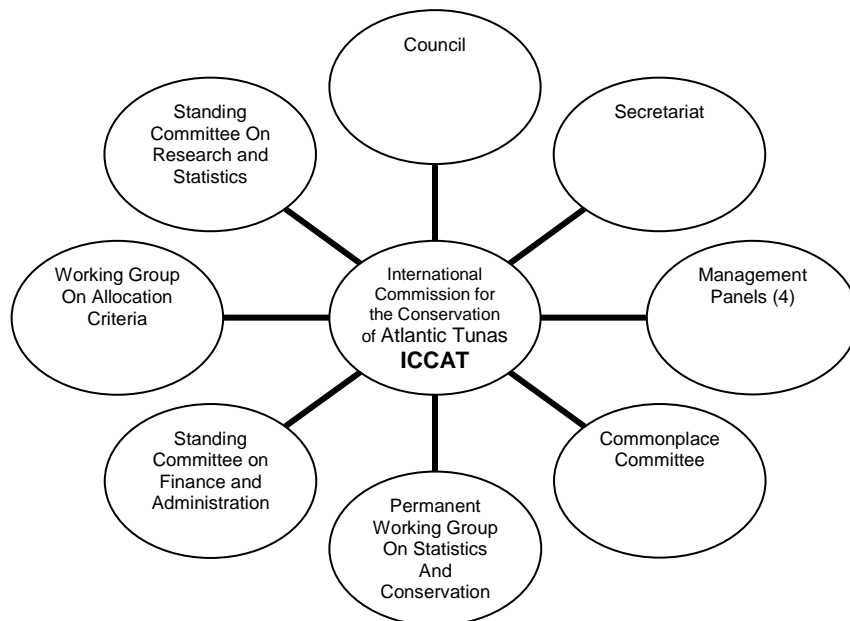 Council
Standing
Committee On
Research and
Statistics
Secretariat
Working Group
On Allocation
Criteria
International
Commission for
the Conservation
of Atlantic Tunas
ICCAT
Management
Panels (4)
Standing
Committee on
Finance and
Administration
Permanent
Working Group
On Statistics
And
Conservation
Commonplace
Committee